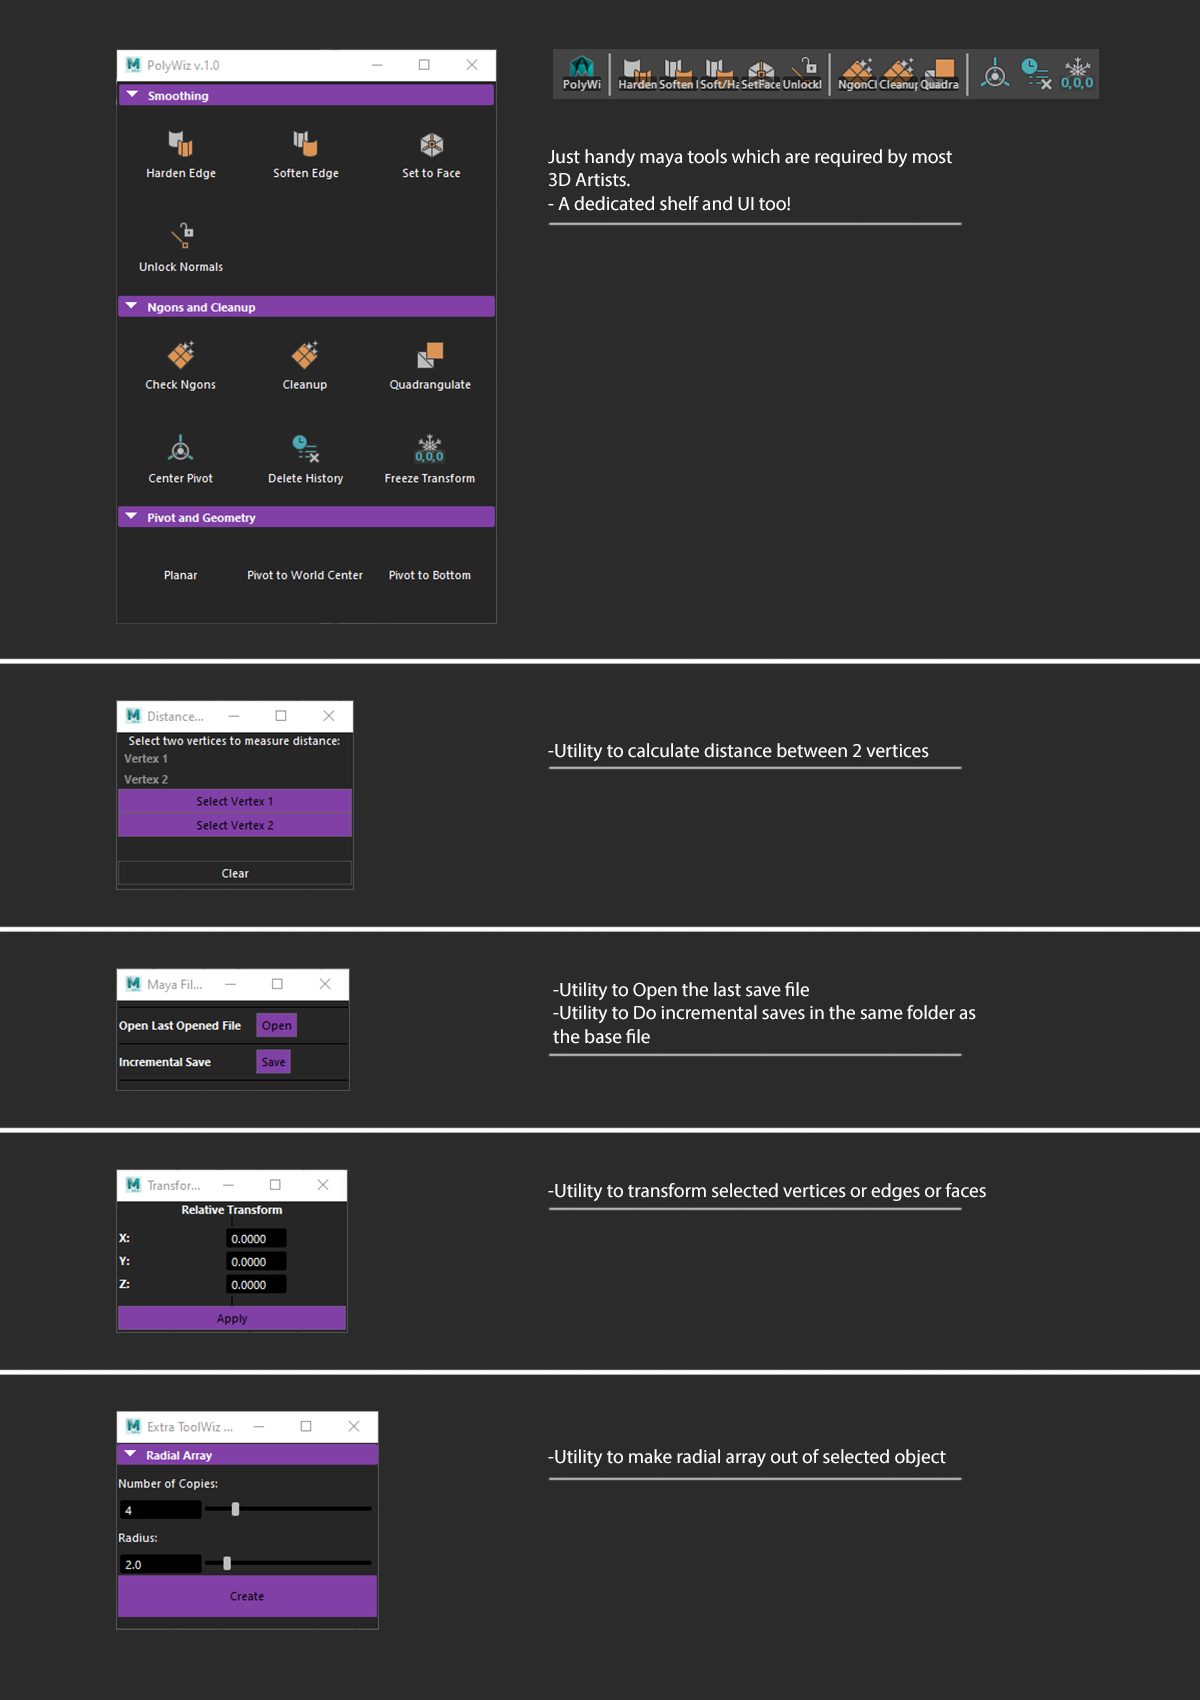 PolyWiz v.1.0
Smoothing
Harden Edge
Soften Edge
Set to Face
Unlock Normals
Ngons and Cleanup
Check Ngons
Cleanup
Quadrangulate
Center Pivot
Delete History
0,0,0
Freeze Transform
Pivot and Geometry
Planar
Pivot to World Center
Pivot to Bottom
PolyWi
Harden
Soften
Soft/Ha
SetFace
Unlockl
NgonCl
Cleanu
Quadra
0,0,0
Just handy maya tools which are required by most
3D Artists.
- A dedicated shelf and UI too!
M Distance...
Select two vertices to measure distance:
Vertex 1
Vertex 2
Select Vertex 1
Select Vertex 2
Clear
-Utility to calculate distance between 2 vertices
M Maya Fil...
Open Last Opened File
Open
Incremental Save
Save
-Utility to Open the last save file
-Utility to Do incremental saves in the same folder as
the base file
M Transfor...
Relative Transform
X:
0.0000
Y:
0.0000
Z:
0.0000
Apply
-Utility to transform selected vertices or edges or faces
M Extra ToolWiz ...
Radial Array
Number of Copies:
4
Radius:
2.0
Create
-Utility to make radial array out of selected object